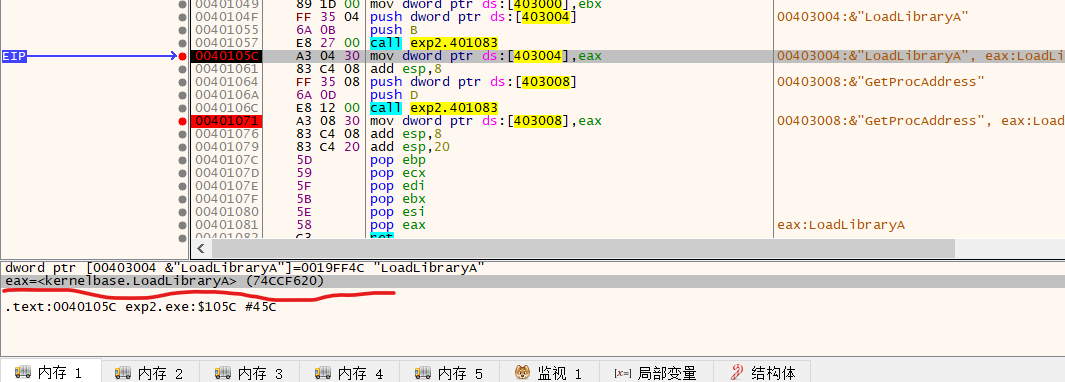 00401049 89 1D 00 mov dword ptr ds:[403000],ebx
0040104F FF 35 04 push dword ptr ds:[403004] 00403004:&"LoadLibraryA"
00401055 6A 0B push B
00401057 E8 27 00 call exp2.401083
EIP 0040105C A3 04 30 mov dword ptr ds:[403004],eax 00403004:&"LoadLibraryA", eax:LoadLi
00401061 83 C4 08 add esp,8
00401064 FF 35 08 push dword ptr ds:[403008] 00403008:&"GetProcAddress"
0040106A 6A 0D push D
0040106C E8 12 00 call exp2.401083
00401071 A3 08 30 mov dword ptr ds:[403008],eax 00403008:&"GetProcAddress", eax:Load
00401076 83 C4 08 add esp,8
00401079 83 C4 20 add esp,20
0040107C 5D pop ebp
0040107D 59 pop ecx
0040107E 5F pop edi
0040107F 5B pop ebx
00401080 5E pop esi
00401081 58 pop eax eax:LoadLibraryA
00401082 C3 ret
dword ptr [00403004 &"LoadLibraryA"]=0019FF4C "LoadLibraryA"
eax=<kernelbase.LoadLibraryA> (74CCF620)
.text:0040105C exp2.exe:$105C #45C
内存 1 内存 2 内存 3 内存 4 内存 5 监视 1 [x=] 局部变量 结构体